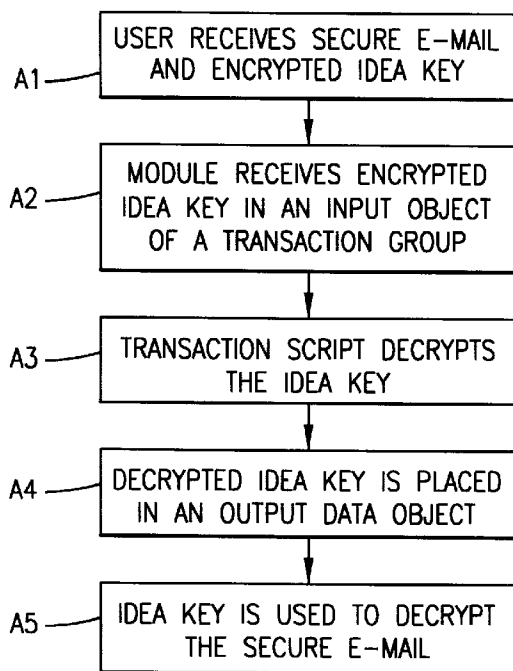 A1
USER RECEIVES SECURE E-MAIL
AND ENCRYPTED IDEA KEY
A2
MODULE RECEIVES ENCRYPTED
IDEA KEY IN AN INPUT OBJECT
OF A TRANSACTION GROUP
A3
TRANSACTION SCRIPT DECRYPTS
THE IDEA KEY
A4
DECRYPTED IDEA KEY IS PLACED
IN AN OUTPUT DATA OBJECT
A5
IDEA KEY IS USED TO DECRYPT
THE SECURE E-MAIL